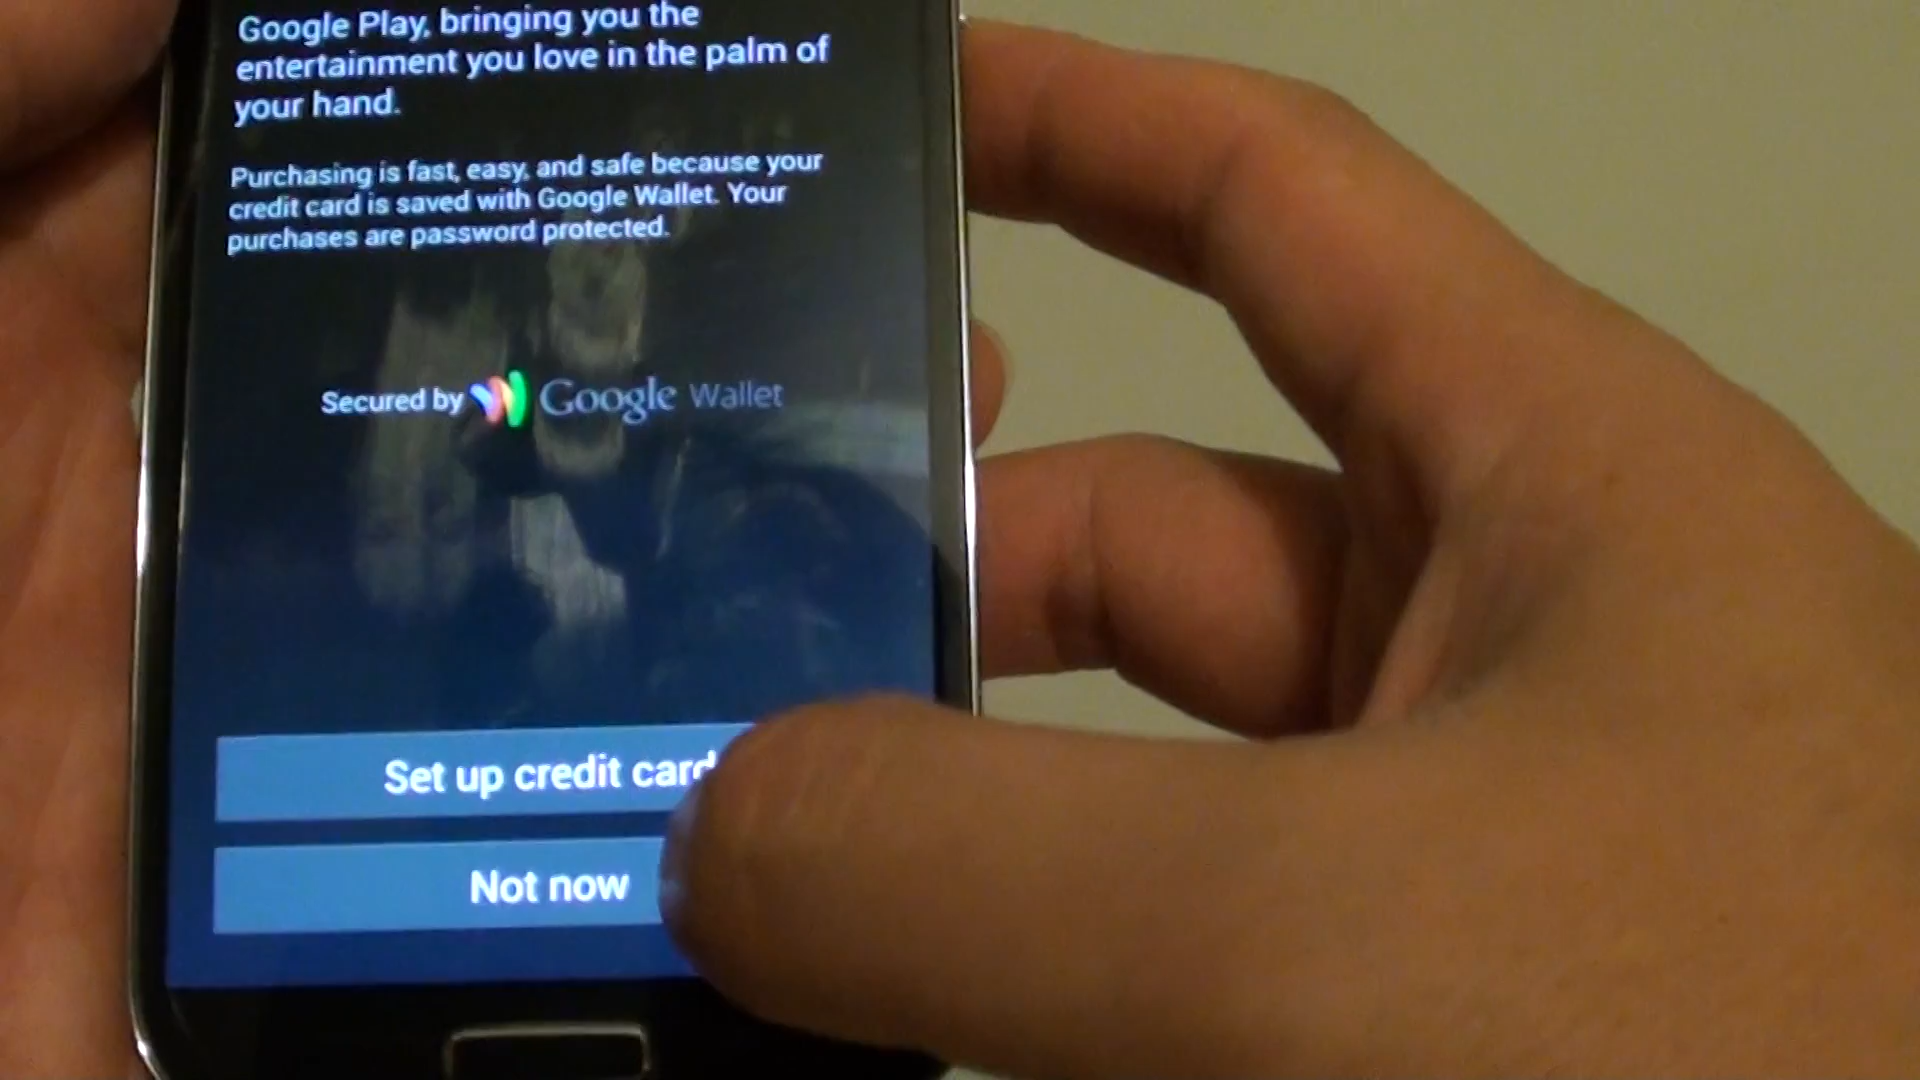 Google Play, bringing you the
entertainment you love in the palm of
your hand.
Purchasing is fast, easy, and safe because your
credit card is saved with Google Wallet. Your
purchases are password protected.
Secured by Google Wallet
Set up credit card
Not now